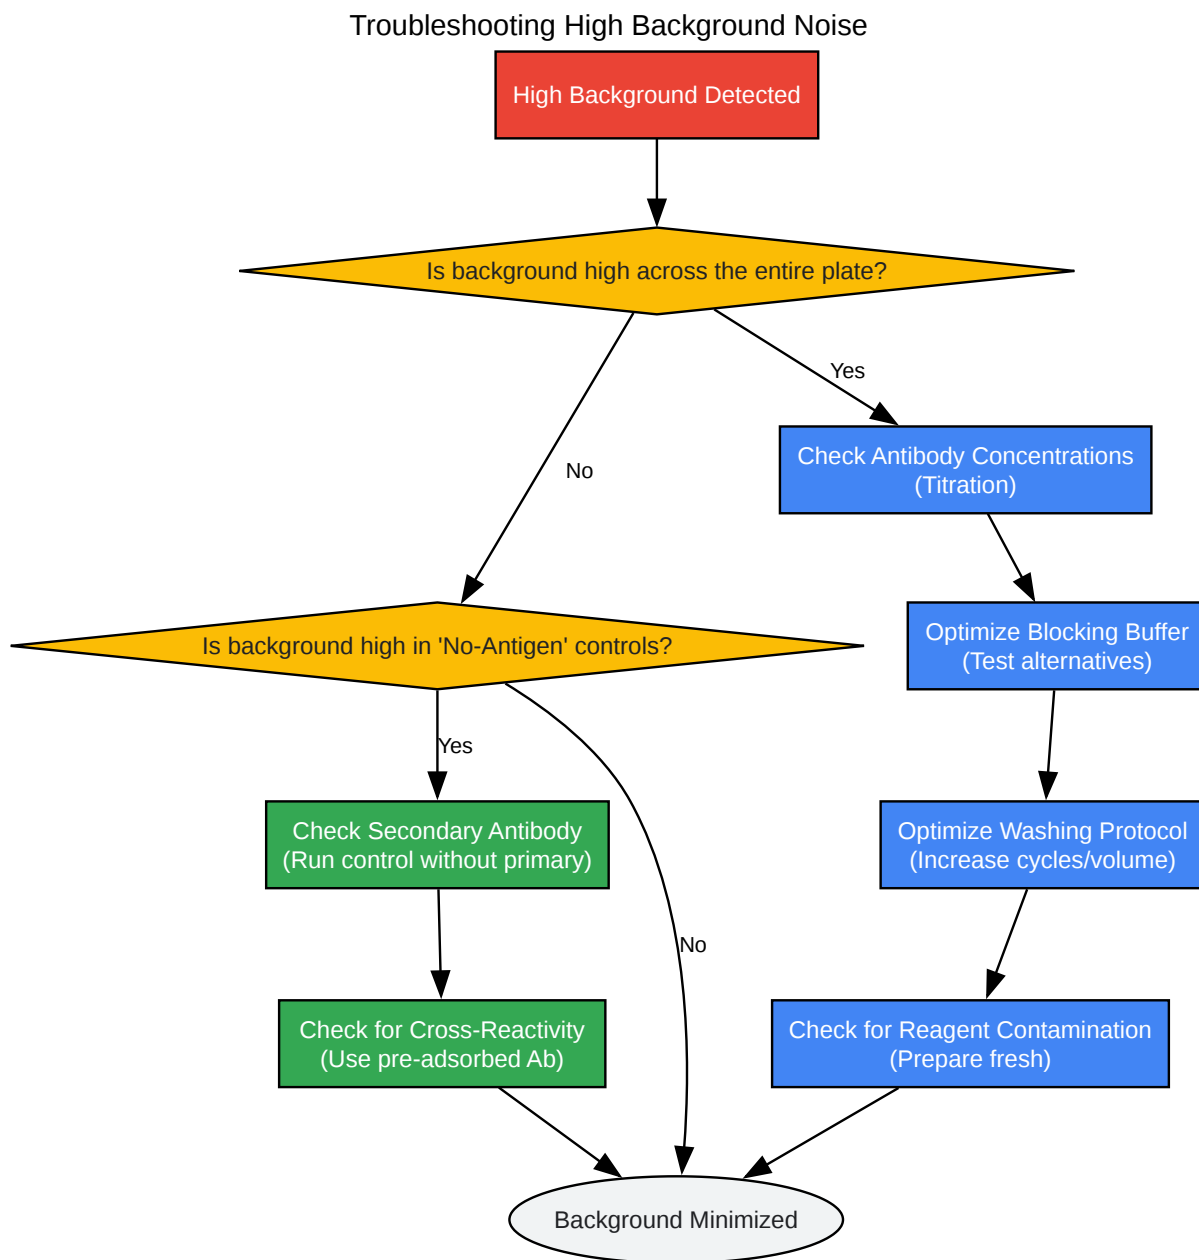 Troubleshooting High Background Noise
High Background Detected
Is background high across the entire plate?
Yes
Check Antibody Concentrations
(Titration)
No
Optimize Blocking Buffer
(Test alternatives)
Is background high in 'No-Antigen' controls?
Yes
Optimize Washing Protocol
(Increase cycles/volume)
Check Secondary Antibody
(Run control without primary)
No
Check for Cross-Reactivity
(Use pre-adsorbed Ab)
Check for Reagent Contamination
(Prepare fresh)
Background Minimized